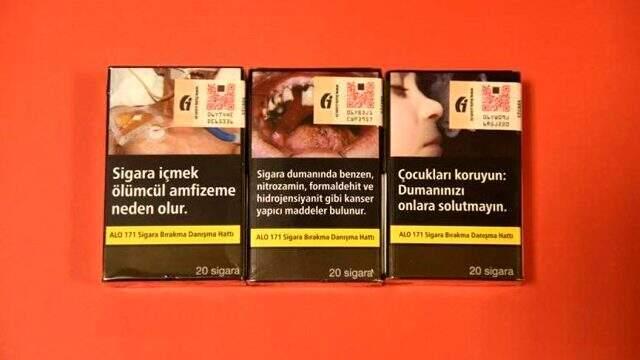 Sigara içmek
ölümcül amfizeme
neden olur.
ALO 171 Sigara Bırakma Danışma Hattı
20 sigara
Sigara dumanında benzen,
nitrozamin, formaldehit ve
hidrojensiyanit gibi kanser
yapıcı maddeler bulunur.
ALO 171 Sigara Bırakma Danışma Hattı
20 sigara
Çocukları koruyun:
Dumanınızı
onlara solutmayın.
ALO 171 Sigara Bırakma Danışma Hattı
20 sigara